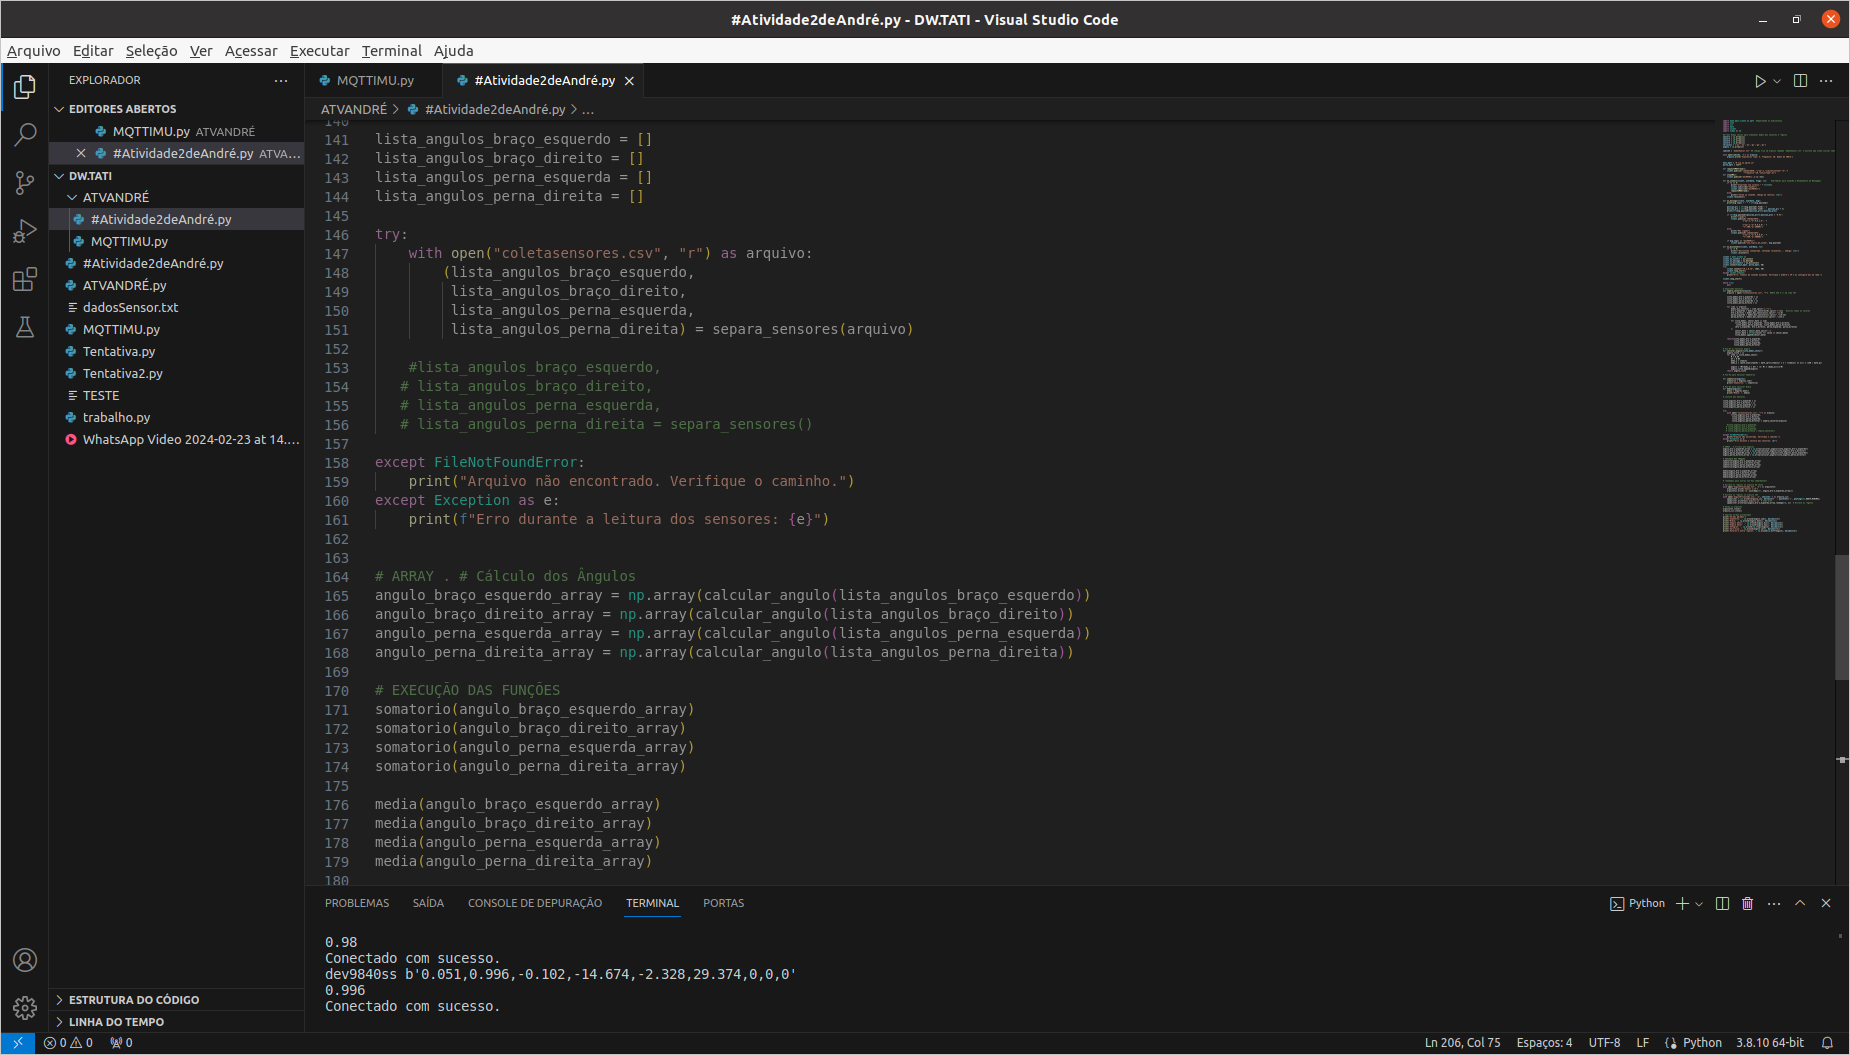 #Atividade2deAndré.py - DW.TATI - Visual Studio Code
Arquivo Editar Seleção Ver Acessar Executar Terminal Ajuda
EXPLORADOR
EDITORES ABERTOS
MQTTIMU.py ATVANDRÉ
#Atividade2deAndré.py ATVA...
DW.TATI
ATVANDRÉ
#Atividade2deAndré.py
MQTTIMU.py
#Atividade2deAndré.py
ATVANDRÉ.py
dadosSensor.txt
MQTTIMU.py
Tentativa.py
Tentativa2.py
TESTE
trabalho.py
WhatsApp Video 2024-02-23 at 14....
ESTRUTURA DO CÓDIGO
LINHA DO TEMPO
MQTTIMU.py #Atividade2deAndré.py
ATVANDRÉ > #Atividade2deAndré.py > ...
140
141 lista_angulos_braço_esquerdo = []
142 lista_angulos_braço_direito = []
143 lista_angulos_perna_esquerda = []
144 lista_angulos_perna_direita = []
145
146 try:
147 with open("coletasensores.csv", "r") as arquivo:
148 (lista_angulos_braço_esquerdo,
149 lista_angulos_braço_direito,
150 lista_angulos_perna_esquerda,
151 lista_angulos_perna_direita) = separa_sensores(arquivo)
152
153 #lista_angulos_braço_esquerdo,
154 # lista_angulos_braço_direito,
155 # lista_angulos_perna_esquerda,
156 # lista_angulos_perna_direita = separa_sensores()
157
158 except FileNotFoundError:
159 print("Arquivo não encontrado. Verifique o caminho.")
160 except Exception as e:
161 print(f"Erro durante a leitura dos sensores: {e}")
162
163
164 # ARRAY . # Cálculo dos Ângulos
165 angulo_braço_esquerdo_array = np.array(calcular_angulo(lista_angulos_braço_esquerdo))
166 angulo_braço_direito_array = np.array(calcular_angulo(lista_angulos_braço_direito))
167 angulo_perna_esquerda_array = np.array(calcular_angulo(lista_angulos_perna_esquerda))
168 angulo_perna_direita_array = np.array(calcular_angulo(lista_angulos_perna_direita))
169
170 # EXECUÇÃO DAS FUNÇÕES
171 somatorio(angulo_braço_esquerdo_array)
172 somatorio(angulo_braço_direito_array)
173 somatorio(angulo_perna_esquerda_array)
174 somatorio(angulo_perna_direita_array)
175
176 media(angulo_braço_esquerdo_array)
177 media(angulo_braço_direito_array)
178 media(angulo_perna_esquerda_array)
179 media(angulo_perna_direita_array)
180
PROBLEMAS SAÍDA CONSOLE DE DEPURAÇÃO TERMINAL PORTAS
Python
0.98
Conectado com sucesso.
dev9840ss b'0.051,0.996,-0.102,-14.674,-2.328,29.374,0,0,0'
0.996
Conectado com sucesso.
0 0 0 Ln 206, Col 75 Espaços: 4 UTF-8 LF Python 3.8.10 64-bit